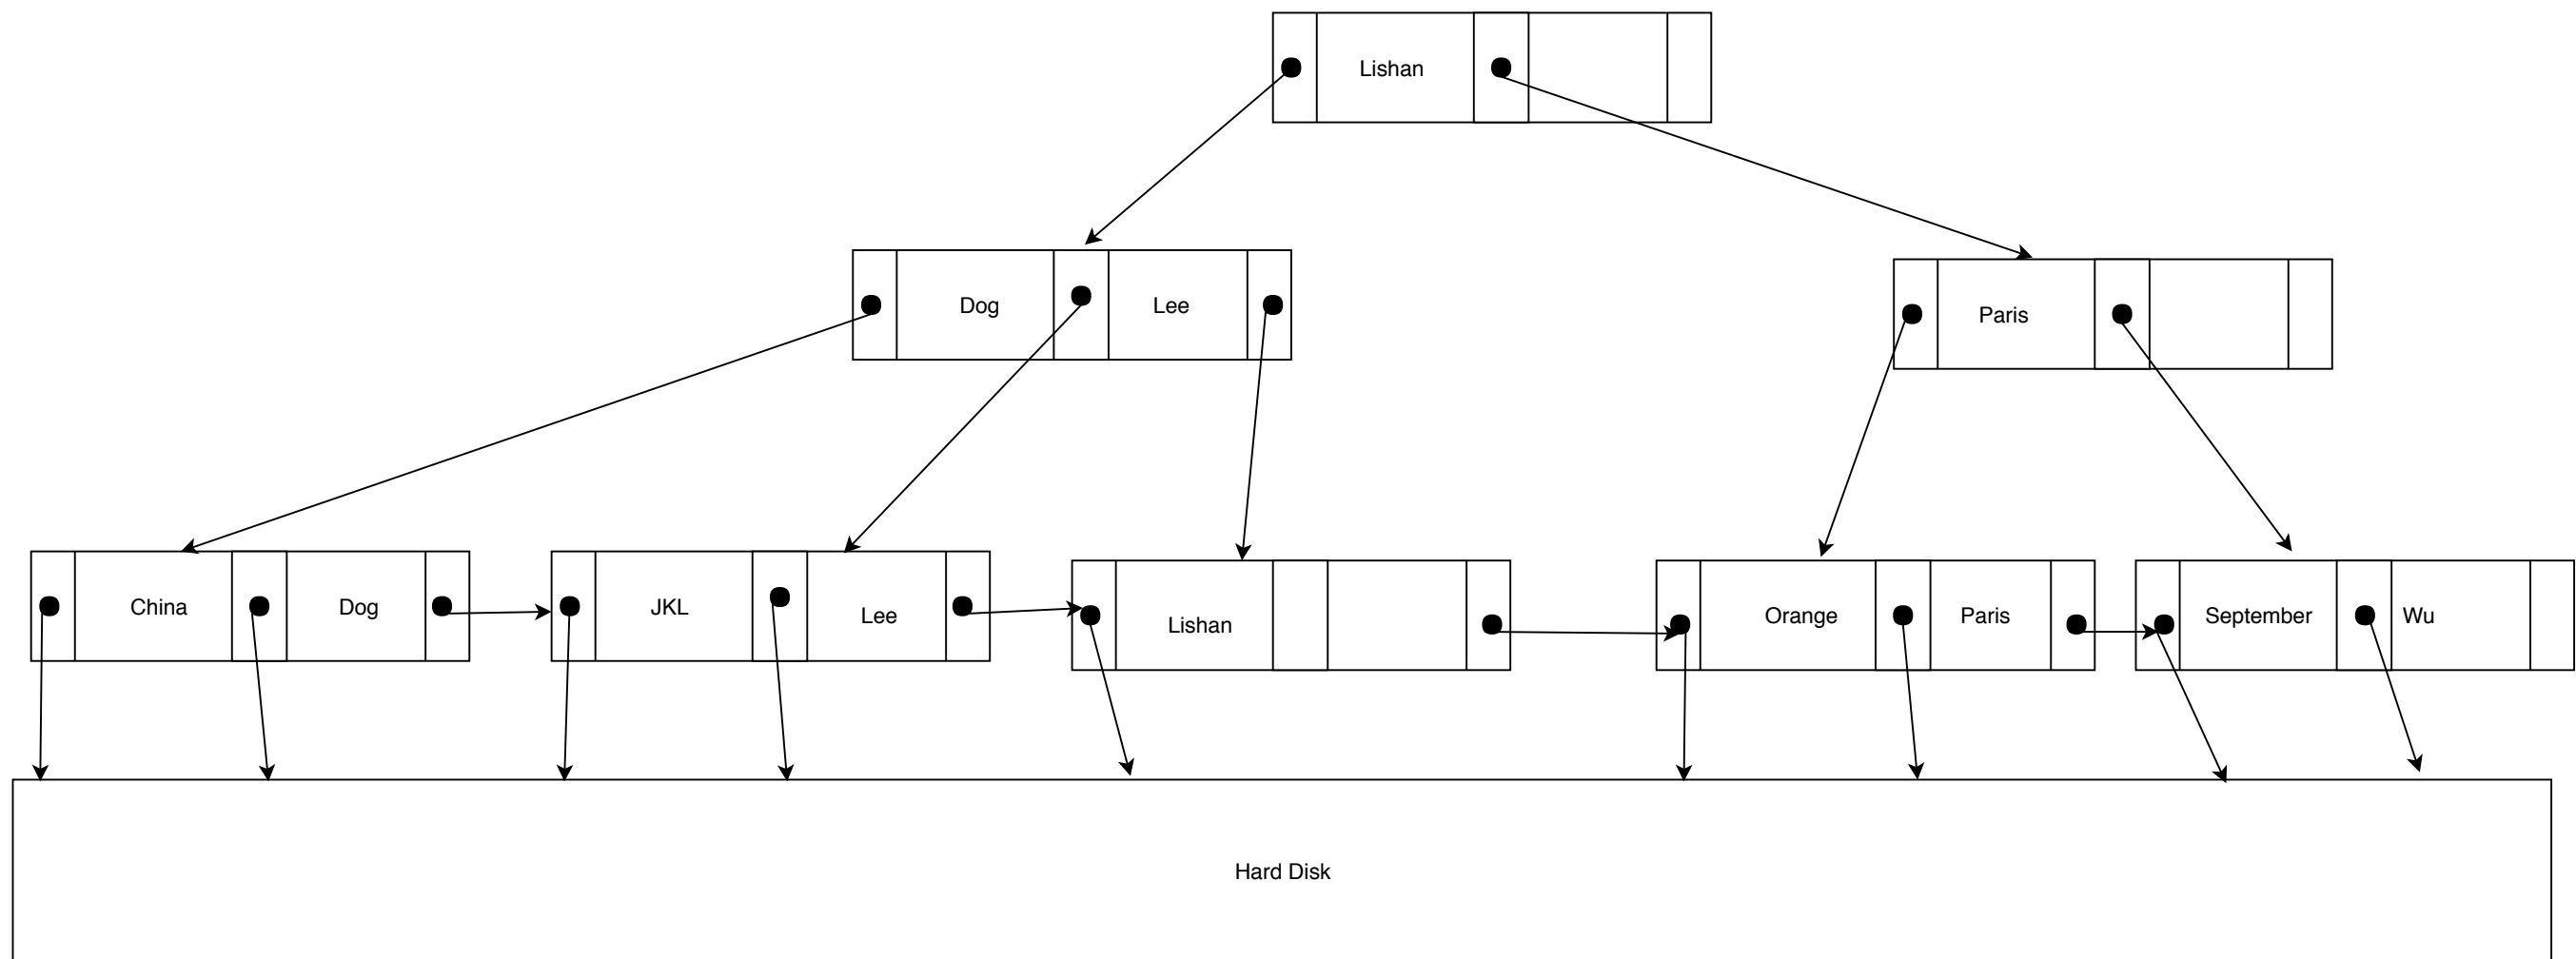 Lishan
Dog
Lee
Paris
China
Dog
JKL
Lee
Lishan
Orange
Paris
September
Wu
Hard Disk